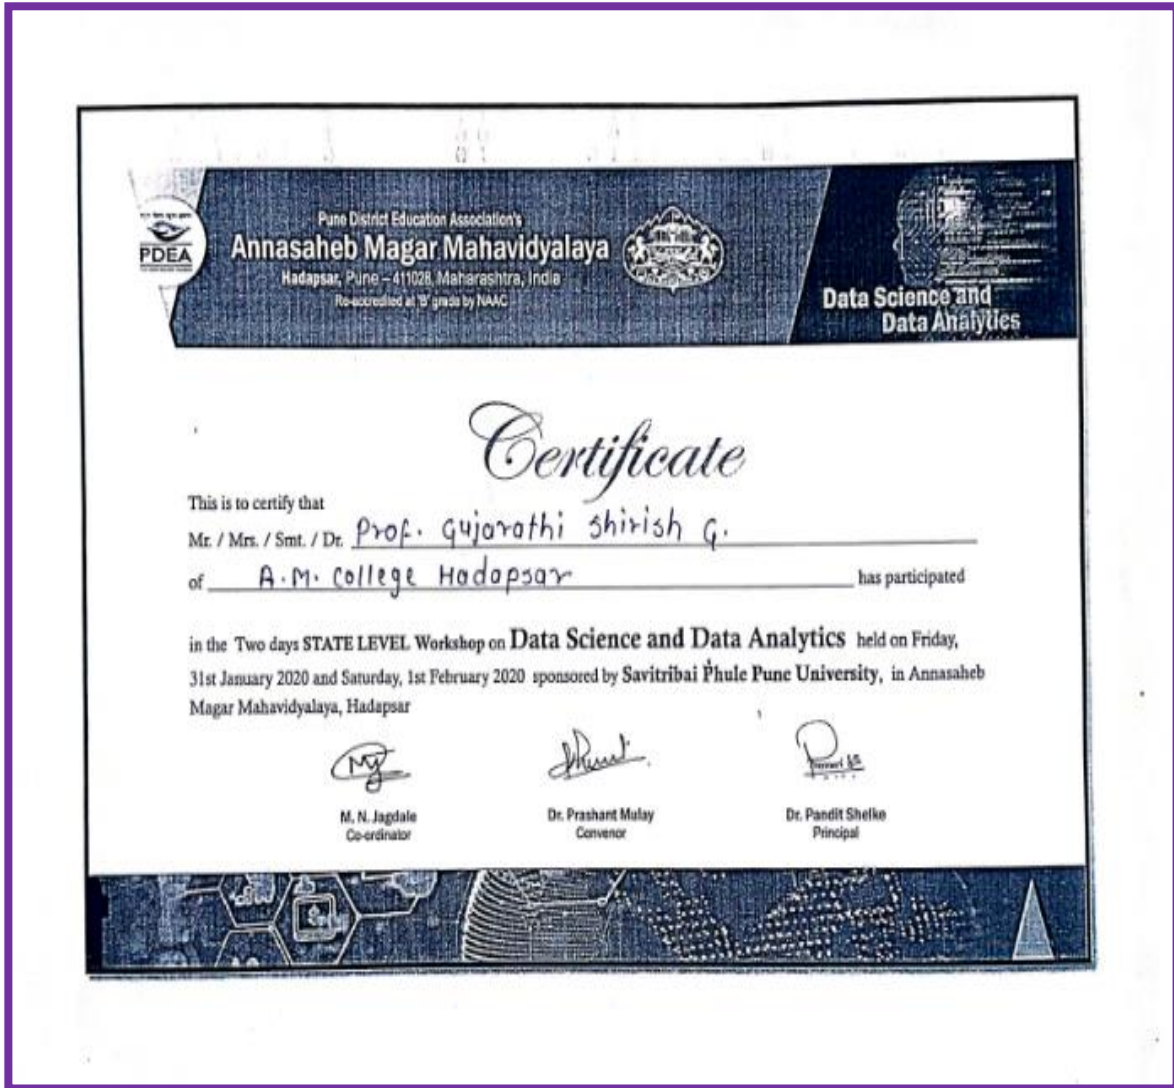 Pune District Education Association's
Annasaheb Magar Mahavidyalaya
Hadapsar, Pune – 411028, Maharashtra, India
Re-accredited at 'B' grade by NAAC
PDEA
Data Science and
Data Analytics
Certificate
This is to certify that
Mr. / Mrs. / Smt. / Dr. Prof. Gujarathi Shirish G.
of A.M. College Hadapsar has participated
in the Two days STATE LEVEL Workshop on Data Science and Data Analytics held on Friday,
31st January 2020 and Saturday, 1st February 2020 sponsored by Savitribai Phule Pune University, in Annasaheb
Magar Mahavidyalaya, Hadapsar
M. N. Jagdale
Co-ordinator
Dr. Prashant Mulay
Convenor
Dr. Pandit Shelke
Principal